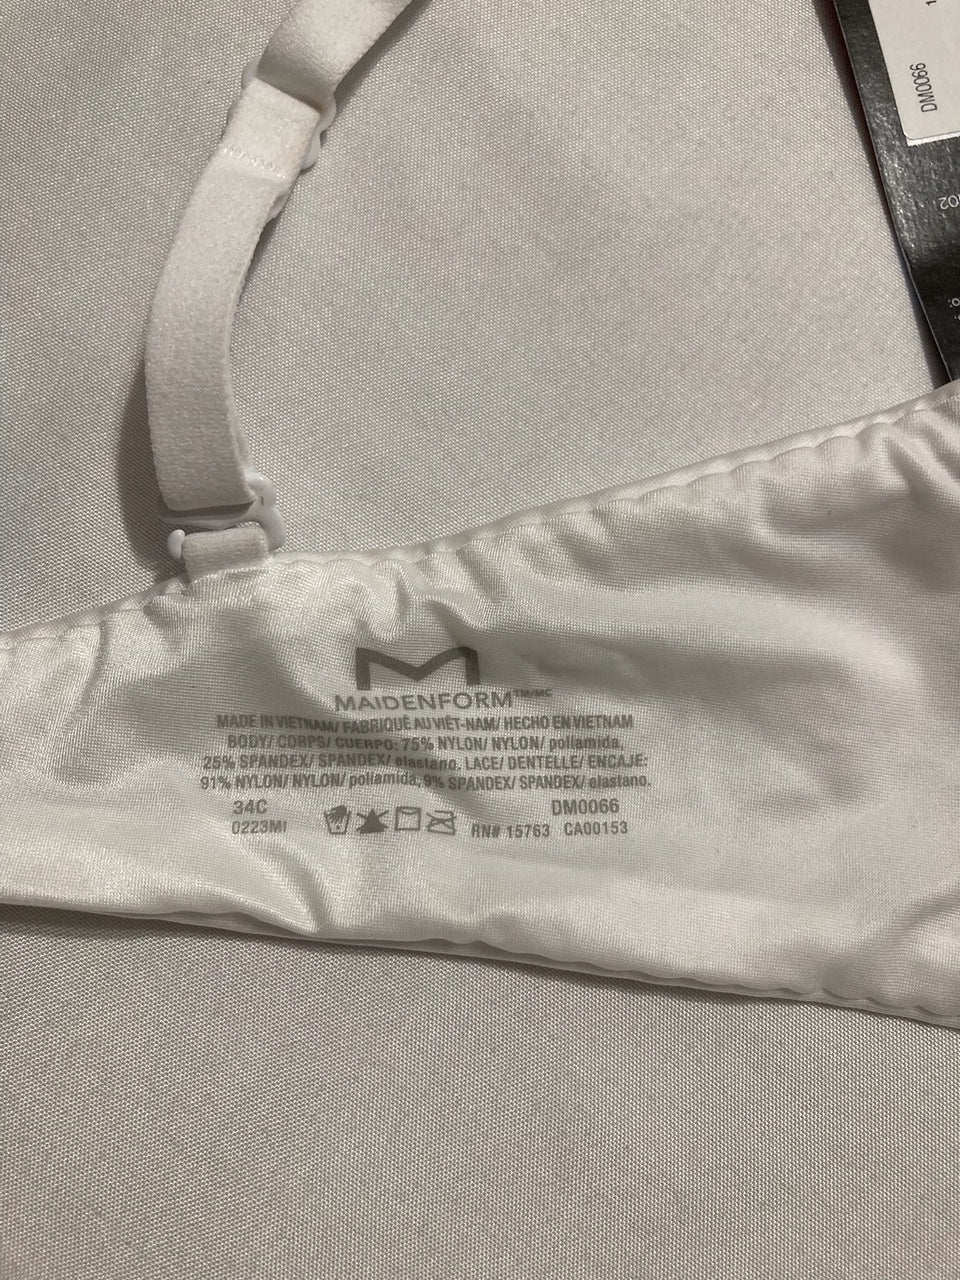 DM0066
MAIDENFORM™/MC
MADE IN VIETNAM/ FABRIQUÉ AU VIÊT-NAM/ HECHO EN VIETNAM
BODY/ CORPS/ CUERPO: 75% NYLON/ NYLON/ poliamida,
25% SPANDEX/ SPANDEX/ elastano. LACE/ DENTELLE/ ENCAJE:
91% NYLON/ NYLON/ poliamida, 9% SPANDEX/ SPANDEX/ elastano.
34C DM0066
0223MI RN# 15763 CA00153